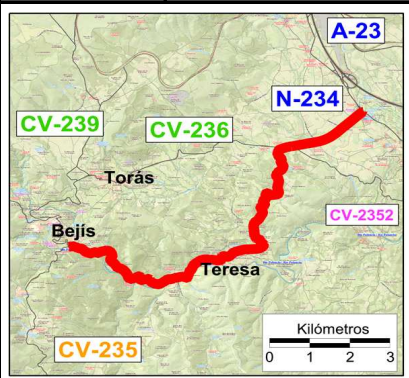 A-23
N-234
CV-239
CV-236
Torás
CV-2352
Bejís
Teresa
CV-235
Kilómetros
0 1 2 3